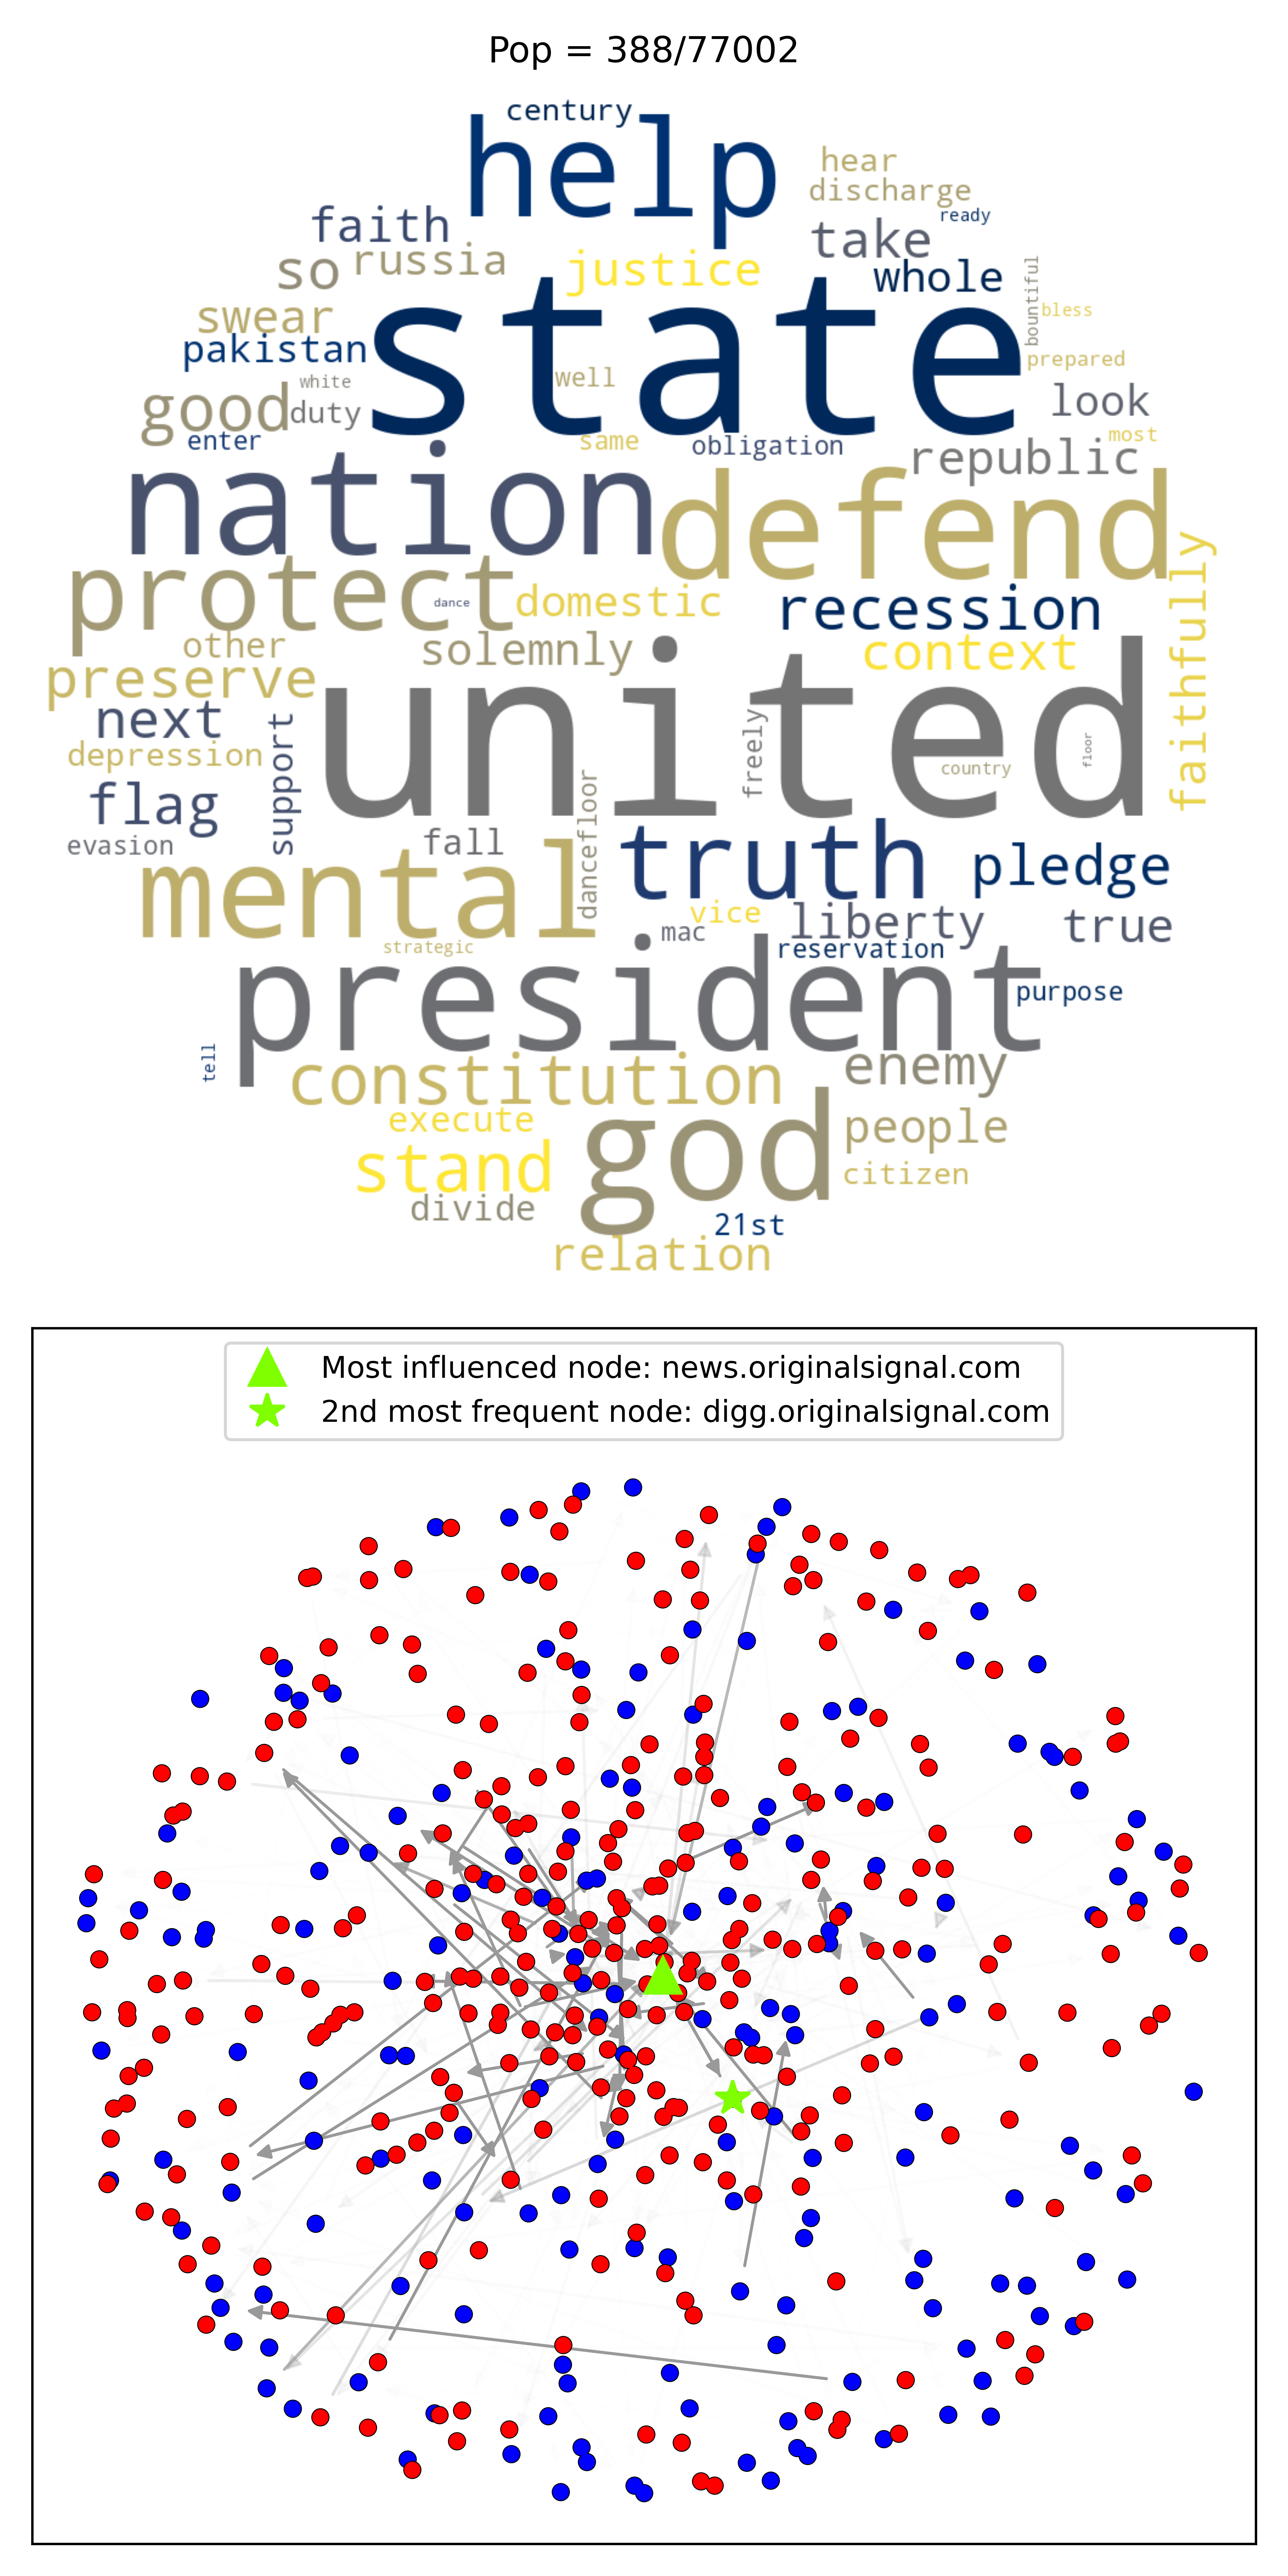 Pop = 388/77002
century
help
hear
discharge
ready
faith
take
so russia justice
whole
bountiful
swear
state
bless
pakistan
prepared
white
well
good duty
look
enter
same
obligation
most
republic
nation
defend
protect
dance
domestic
recession
faithfully
other
solemnly
context
preserve
united
next
support
freely
floor
depression
country
flag
dancefloor
evasion
fall
truth
pledge
mental
vice
liberty
true
mac
strategic
reservation
president
purpose
tell
constitution
enemy
execute
god
people
stand
citizen
divide
21st
relation
Most influenced node: news.originalsignal.com
2nd most frequent node: digg.originalsignal.com